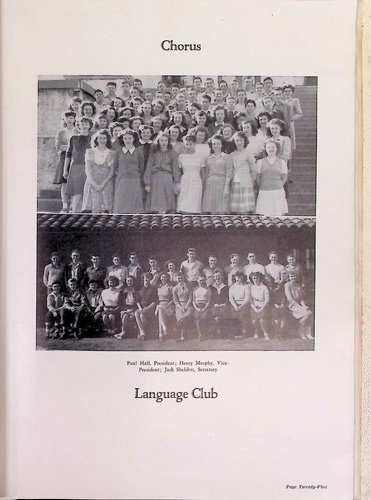 Chorus
Paul Hall, President; Henry Murphy, Vice-
President; Jack Sheldon, Secretary
Language Club
Page Twenty-Five